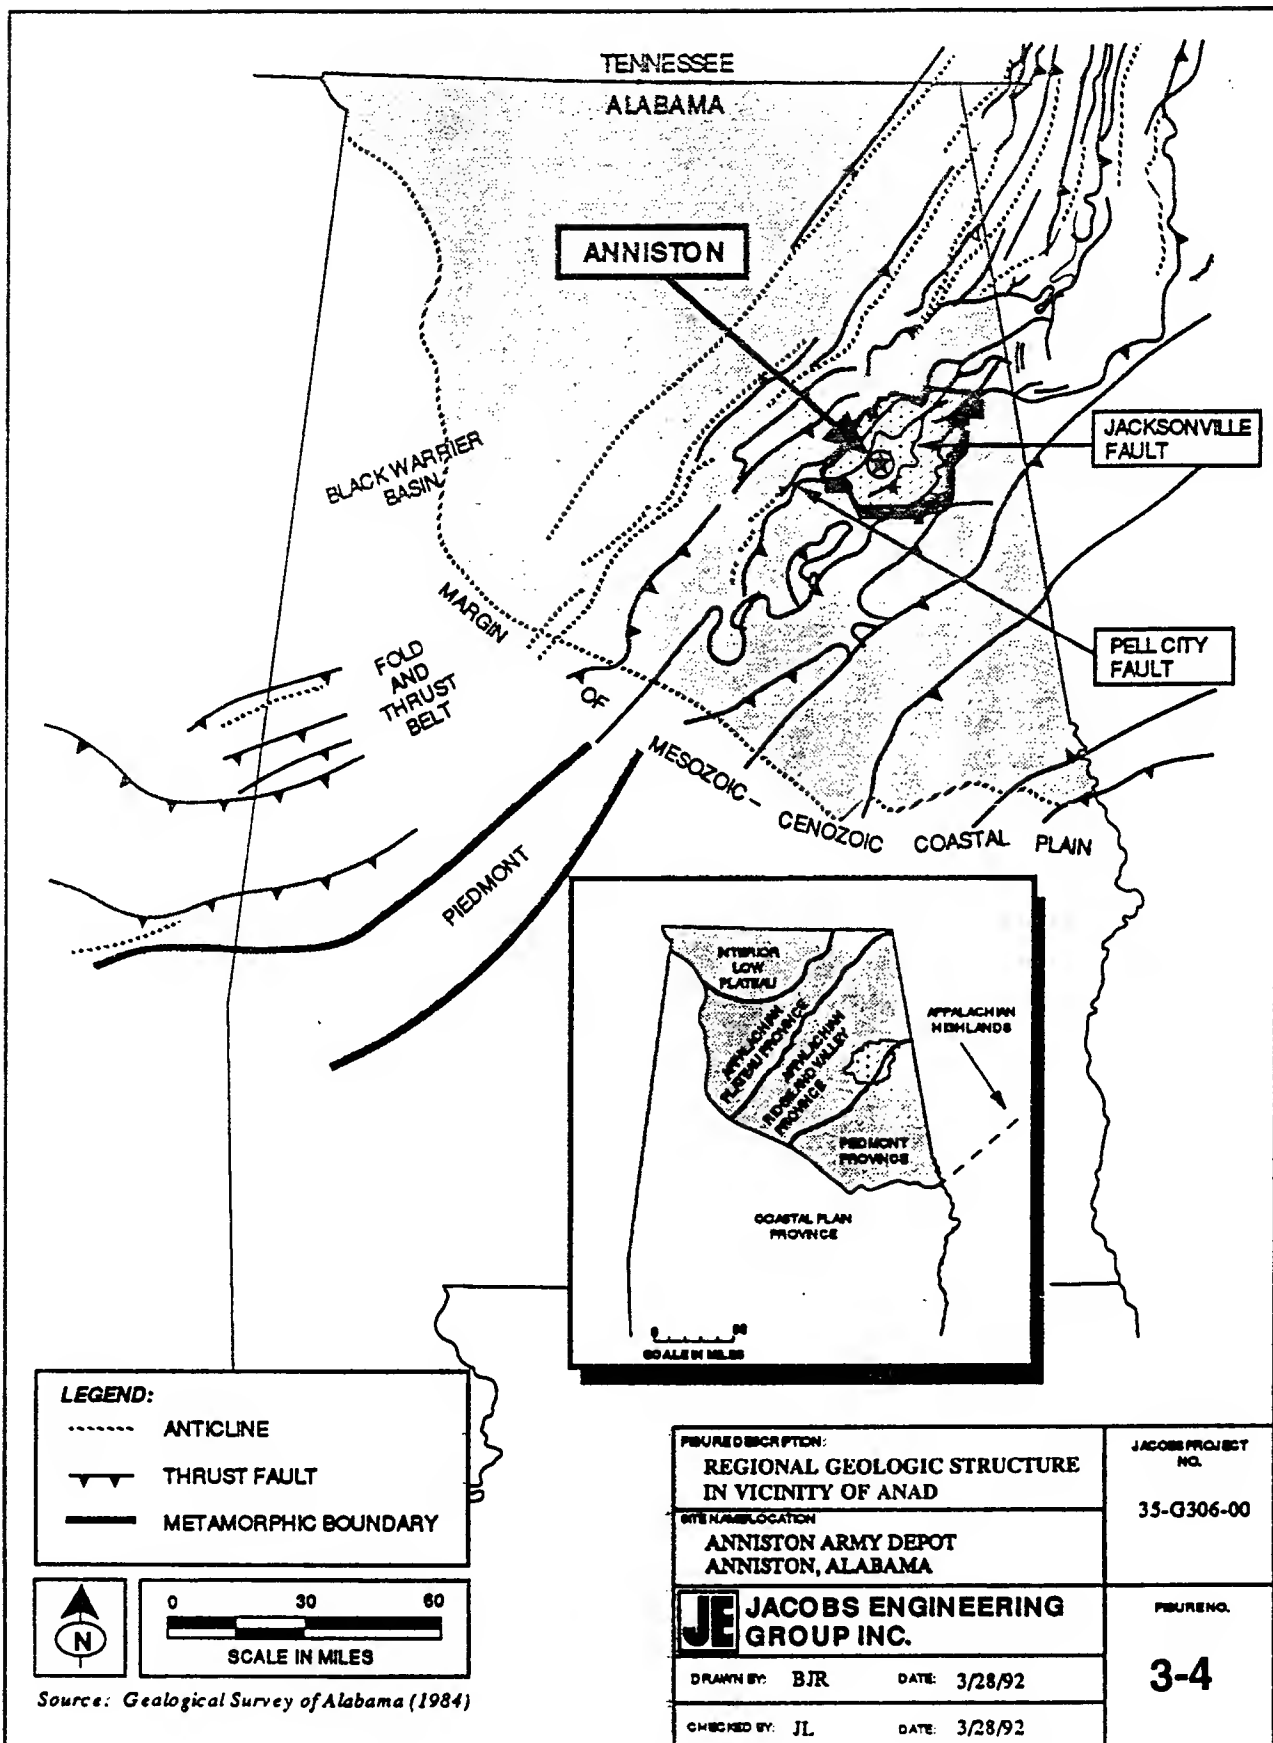 TENNESSEE
ALABAMA
ANNISTON
JACKSONVILLE
FAULT
BLACK WARRIER
BASIN
PELL CITY
FAULT
MARGIN
OF
MESOZOIC -
CENOZOIC
COASTAL
PLAIN
FOLD
AND
THRUST
BELT
PIEDMONT
INTERIOR
LOW
PLATEAU
APPALACHIAN
PLATEAU PROVINCE
APPALACHIAN
RIDGE AND VALLEY
PROVINCE
APPALACHIAN
HIGHLANDS
PIEDMONT
PROVINCE
COASTAL PLAIN
PROVINCE
SCALE IN MILES
LEGEND:
ANTICLINE
THRUST FAULT
METAMORPHIC BOUNDARY
N
0 30 60
SCALE IN MILES
Source: Gealogical Survey of Alabama (1984)
FIGURE DESCRIPTION:
REGIONAL GEOLOGIC STRUCTURE
IN VICINITY OF ANAD
JACOBS PROJECT
NO.
35-G306-00
SITE NAME/LOCATION
ANNISTON ARMY DEPOT
ANNISTON, ALABAMA
JE JACOBS ENGINEERING
GROUP INC.
FIGURE NO.
3-4
DRAWN BY: BJR DATE: 3/28/92
CHECKED BY: JL DATE: 3/28/92